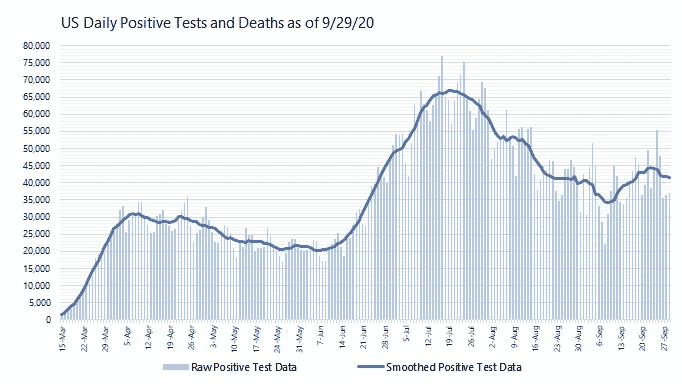 US Daily Positive Tests and Deaths as of 9/29/20
80,000
75,000
70,000
65,000
60,000
55,000
50,000
45,000
40,000
35,000
30,000
25,000
20,000
15,000
10,000
5,000
0
15-Mar
22-Mar
29-Mar
5-Apr
12-Apr
19-Apr
26-Apr
3-May
10-May
17-May
24-May
31-May
7-Jun
14-Jun
21-Jun
28-Jun
5-Jul
12-Jul
19-Jul
26-Jul
2-Aug
9-Aug
16-Aug
23-Aug
30-Aug
6-Sep
13-Sep
20-Sep
27-Sep
Raw Positive Test Data Smoothed Positive Test Data